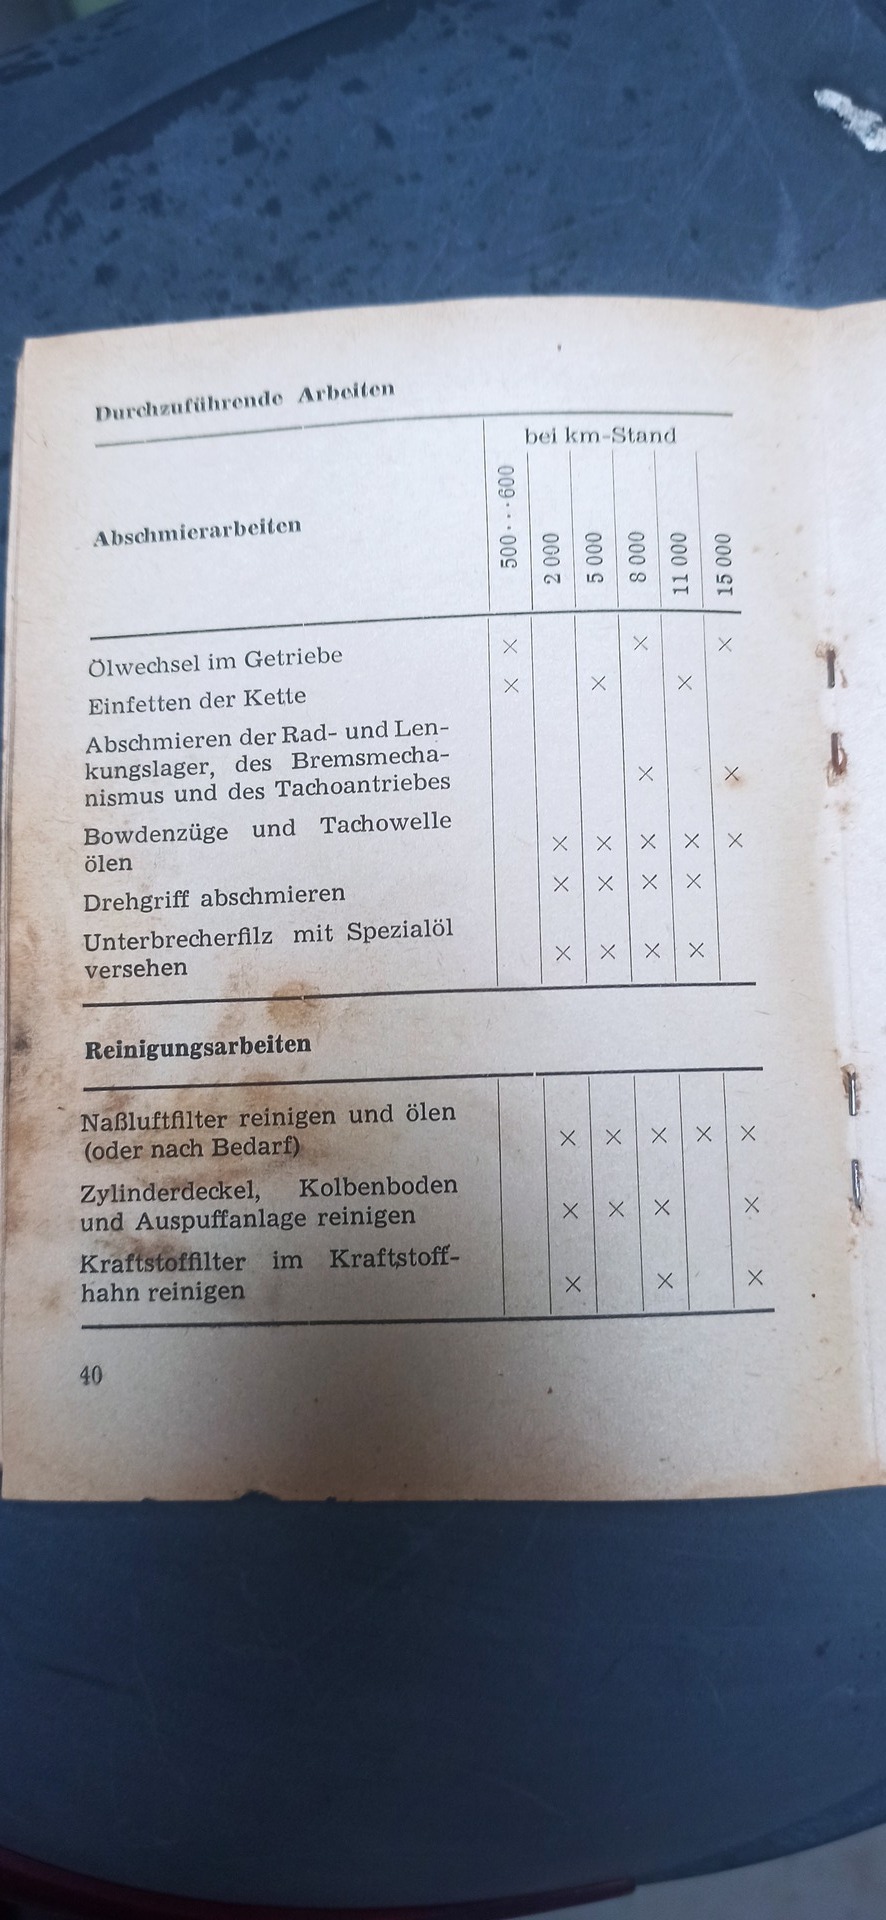 Durchzuführende Arbeiten
bei km-Stand
Abschmierarbeiten
500...600
2 000
5 000
8 000
11 000
15 000
Ölwechsel im Getriebe × × ×
Einfetten der Kette × × ×
Abschmieren der Rad- und Len-
kungslager, des Bremsmecha-
nismus und des Tachoantriebes × ×
Bowdenzüge und Tachowelle
ölen × × × × ×
Drehgriff abschmieren × × × ×
Unterbrecherfilz mit Spezialöl
versehen × × × ×
Reinigungsarbeiten
Naßluftfilter reinigen und ölen
(oder nach Bedarf) × × × × ×
Zylinderdeckel, Kolbenboden
und Auspuffanlage reinigen × × × ×
Kraftstoffilter im Kraftstoff-
hahn reinigen × × ×
40